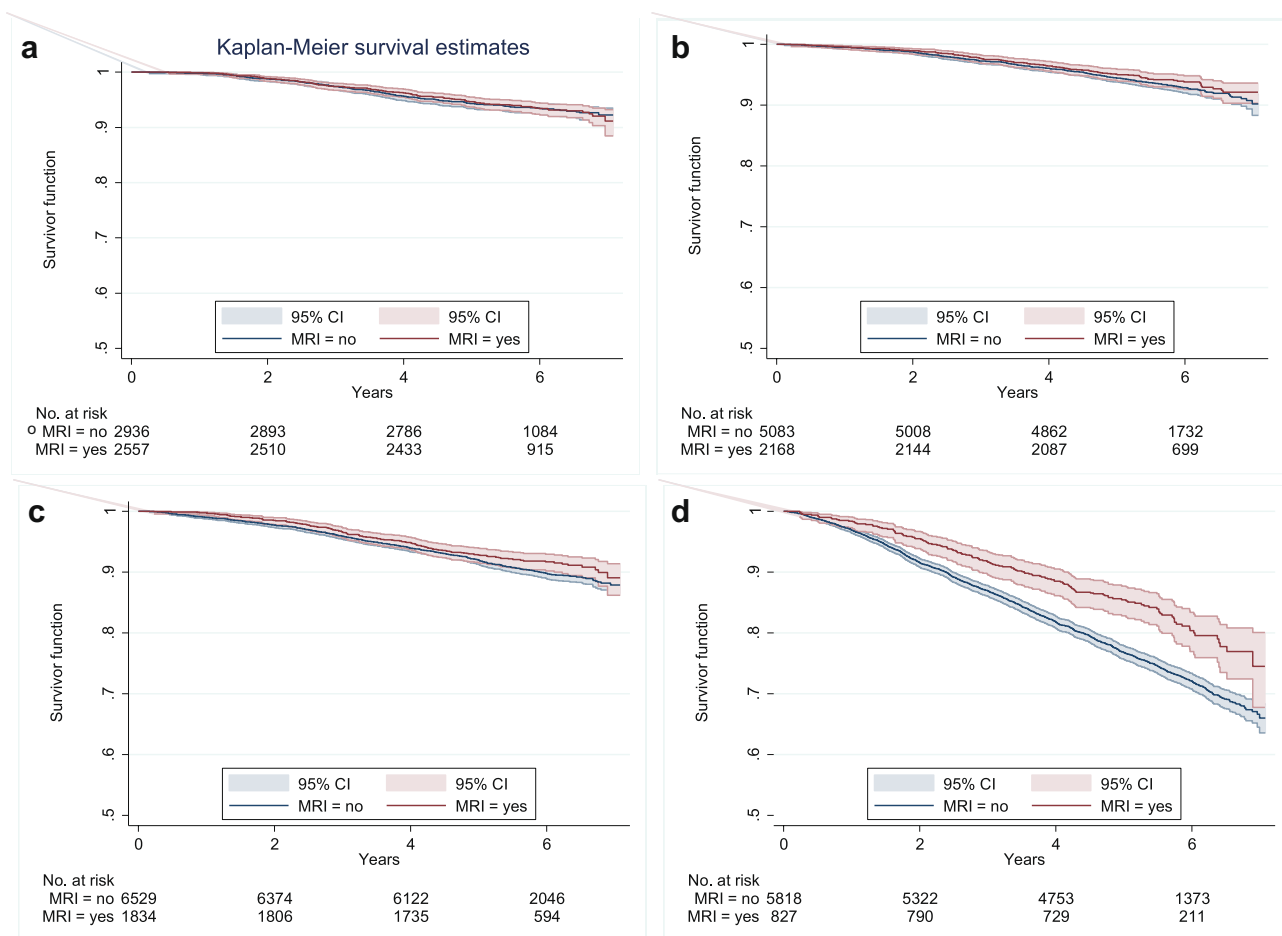 a
Kaplan-Meier survival estimates
Survivor function
1
.9
.8
.7
.6
.5
95% CI 95% CI
MRI = no MRI = yes
0 2 4 6
Years
No. at risk
o MRI = no 2936 2893 2786 1084
MRI = yes 2557 2510 2433 915
b
Survivor function
1
.9
.8
.7
.6
.5
95% CI 95% CI
MRI = no MRI = yes
0 2 4 6
Years
No. at risk
MRI = no 5083 5008 4862 1732
MRI = yes 2168 2144 2087 699
c
Survivor function
1
.9
.8
.7
.6
.5
95% CI 95% CI
MRI = no MRI = yes
0 2 4 6
Years
No. at risk
MRI = no 6529 6374 6122 2046
MRI = yes 1834 1806 1735 594
d
Survivor function
1
.9
.8
.7
.6
.5
95% CI 95% CI
MRI = no MRI = yes
0 2 4 6
Years
No. at risk
MRI = no 5818 5322 4753 1373
MRI = yes 827 790 729 211